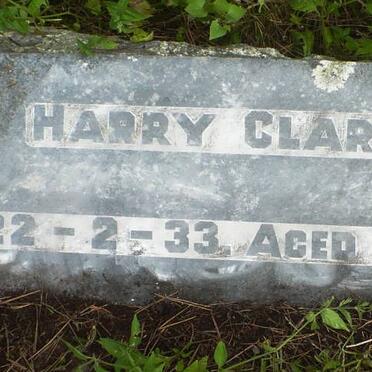 HARRY CLAR
22-2-33. AGED